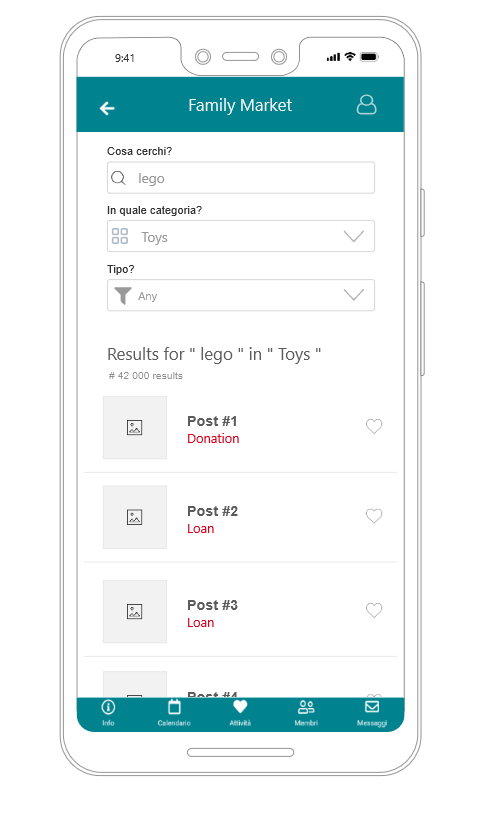 9:41
Family Market
Cosa cerchi?
lego
In quale categoria?
Toys
Tipo?
Any
Results for " lego " in " Toys "
# 42 000 results
Post #1
Donation
Post #2
Loan
Post #3
Loan
Post #4
Info Calendario Attività Membri Messaggi